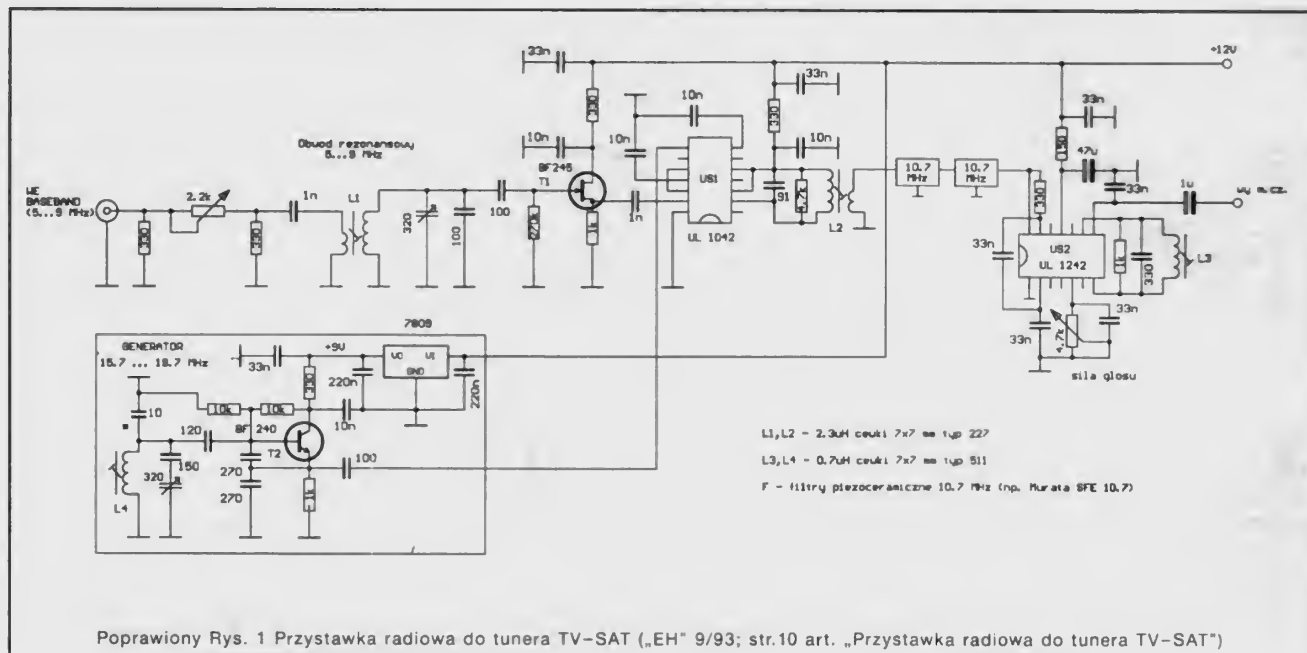 +12V
33n
330
10n
BF245
T1
1k
1n
10n
10n
US1
UL 1042
330
33n
10n
91
4.7k
L2
10.7
MHz
10.7
MHz
33n
150
47u
33n
1u
wy m.cz.
330
33n
US2
UL 1242
1k
330
L3
33n
4.7k
33n
sila glosu
Obwod rezonansowy
5...9 MHz
WE
BASEBAND
(5...9 MHz)
330
2.2k
330
1n
L1
320
100
100
270k
7809
GENERATOR
15.7 ... 19.7 MHz
33n
+9V
330
220n
VO
VI
GND
220n
10
10k
10k
BF 240
T2
10n
120
150
320
L4
270
270
1k
100
L1,L2 - 2.3uH cewki 7x7 mm typ 227
L3,L4 - 0.7uH cewki 7x7 mm typ 511
F - filtry piezoceramiczne 10.7 MHz (np. Murata SFE 10.7)
Poprawiony Rys. 1 Przystawka radiowa do tunera TV-SAT („EH" 9/93; str.10 art. „Przystawka radiowa do tunera TV-SAT")